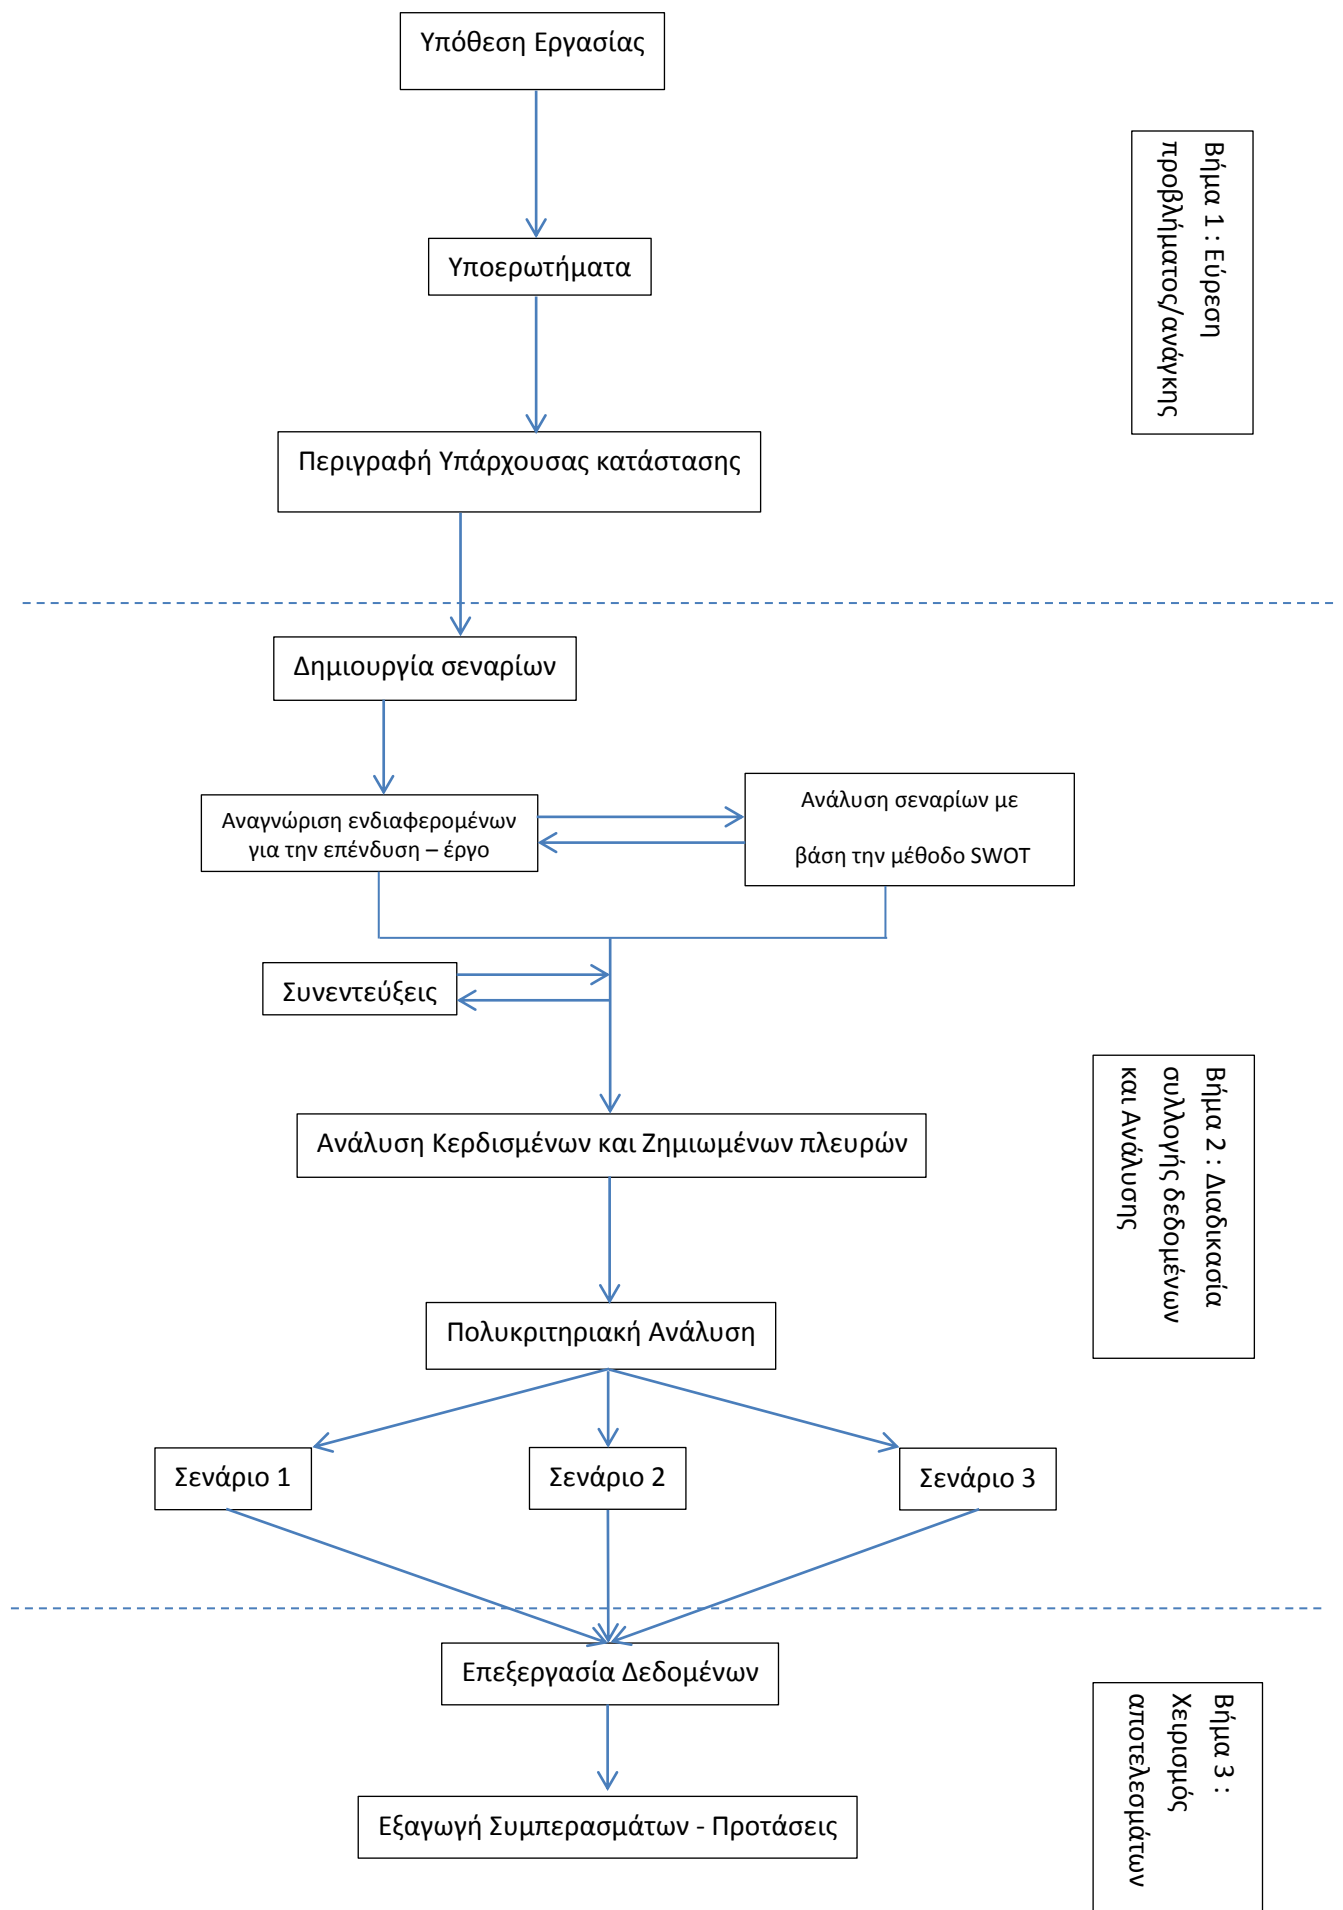 Υπόθεση Εργασίας
Βήμα 1 : Εύρεση
προβλήματος/ανάγκης
Υποερωτήματα
Περιγραφή Υπάρχουσας κατάστασης
Δημιουργία σεναρίων
Αναγνώριση ενδιαφερομένων
για την επένδυση – έργο
Ανάλυση σεναρίων με
βάση την μέθοδο SWOT
Συνεντεύξεις
Βήμα 2 : Διαδικασία
συλλογής δεδομένων
και Ανάλυσης
Ανάλυση Κερδισμένων και Ζημιωμένων πλευρών
Πολυκριτηριακή Ανάλυση
Σενάριο 1
Σενάριο 2
Σενάριο 3
Επεξεργασία Δεδομένων
Βήμα 3 :
Χειρισμός
αποτελεσμάτων
Εξαγωγή Συμπερασμάτων - Προτάσεις